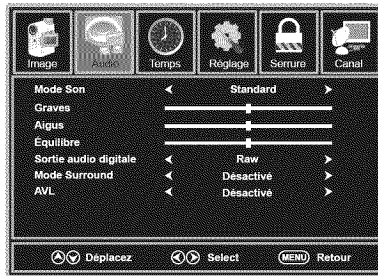 Image Audio Temps Réglage Serrure Canal
Mode Son Standard
Graves
Aigus
Équilibre
Sortie audio digitale Raw
Mode Surround Désactivé
AVL Désactivé
Déplacez Select MENU Retour